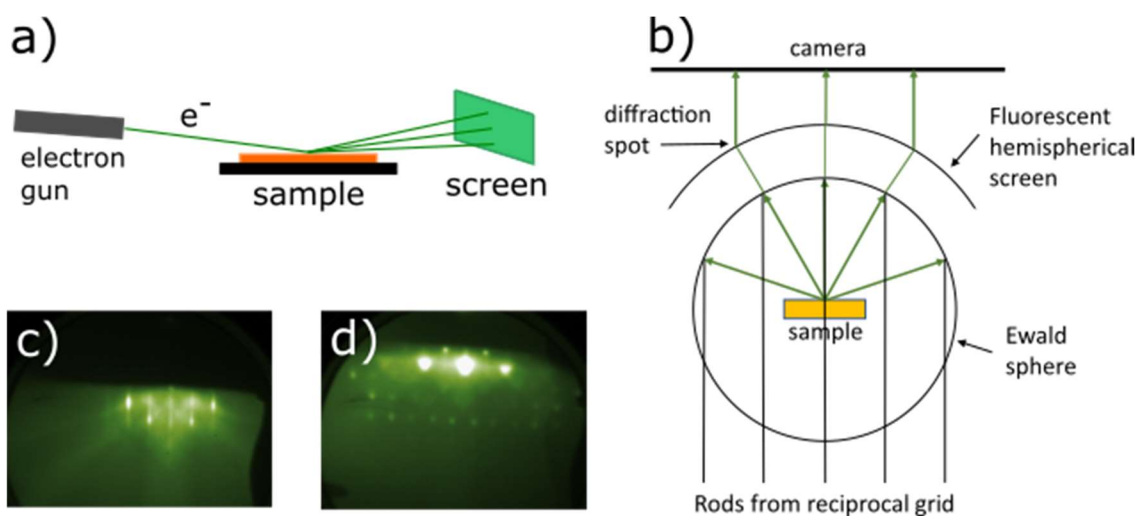 a)
e-
electron
gun
sample
screen
b)
camera
diffraction
spot
Fluorescent
hemispherical
screen
sample
Ewald
sphere
Rods from reciprocal grid
c)
d)